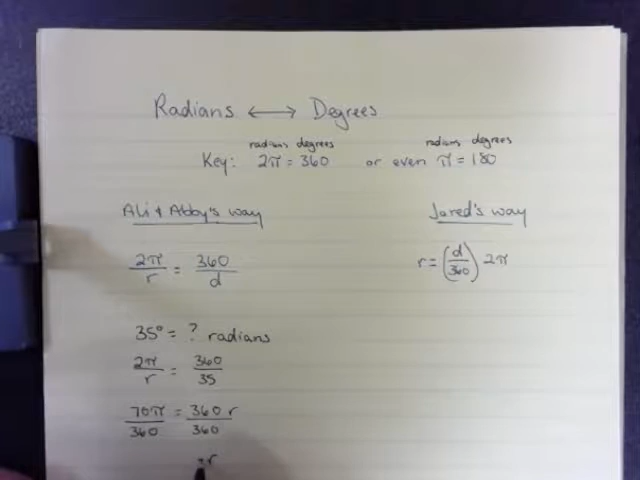 Radians ↔ Degrees
radians degrees radians degrees
Key: 2π = 360 or even π = 180
Ali & Abby's way
2π/r = 360/d
35° = ? radians
2π/r = 360/35
70π/360 = 360r/360
= r
Jared's way
r = (d/360) 2π